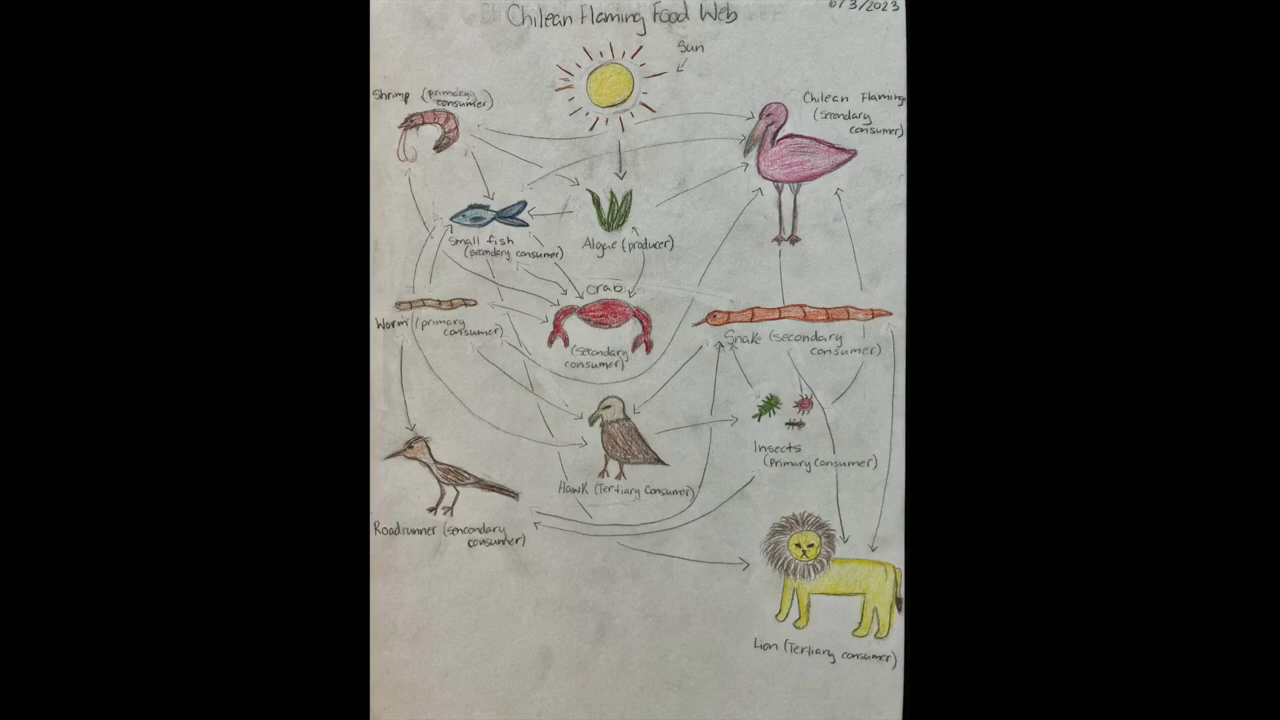 Chilean Flaming Food Web
6/3/2023
Sun
Shrimp (primary
consumer)
Chilean Flaming
(secondary
consumer)
Small fish
(secondary consumer)
Algae (producer)
Crab
(secondary
consumer)
Worm (primary
consumer)
Snake (secondary
consumer)
Insects
(Primary Consumer)
Hawk (Tertiary Consumer)
Roadrunner (sencondary
consumer)
Lion (Tertiary consumer)